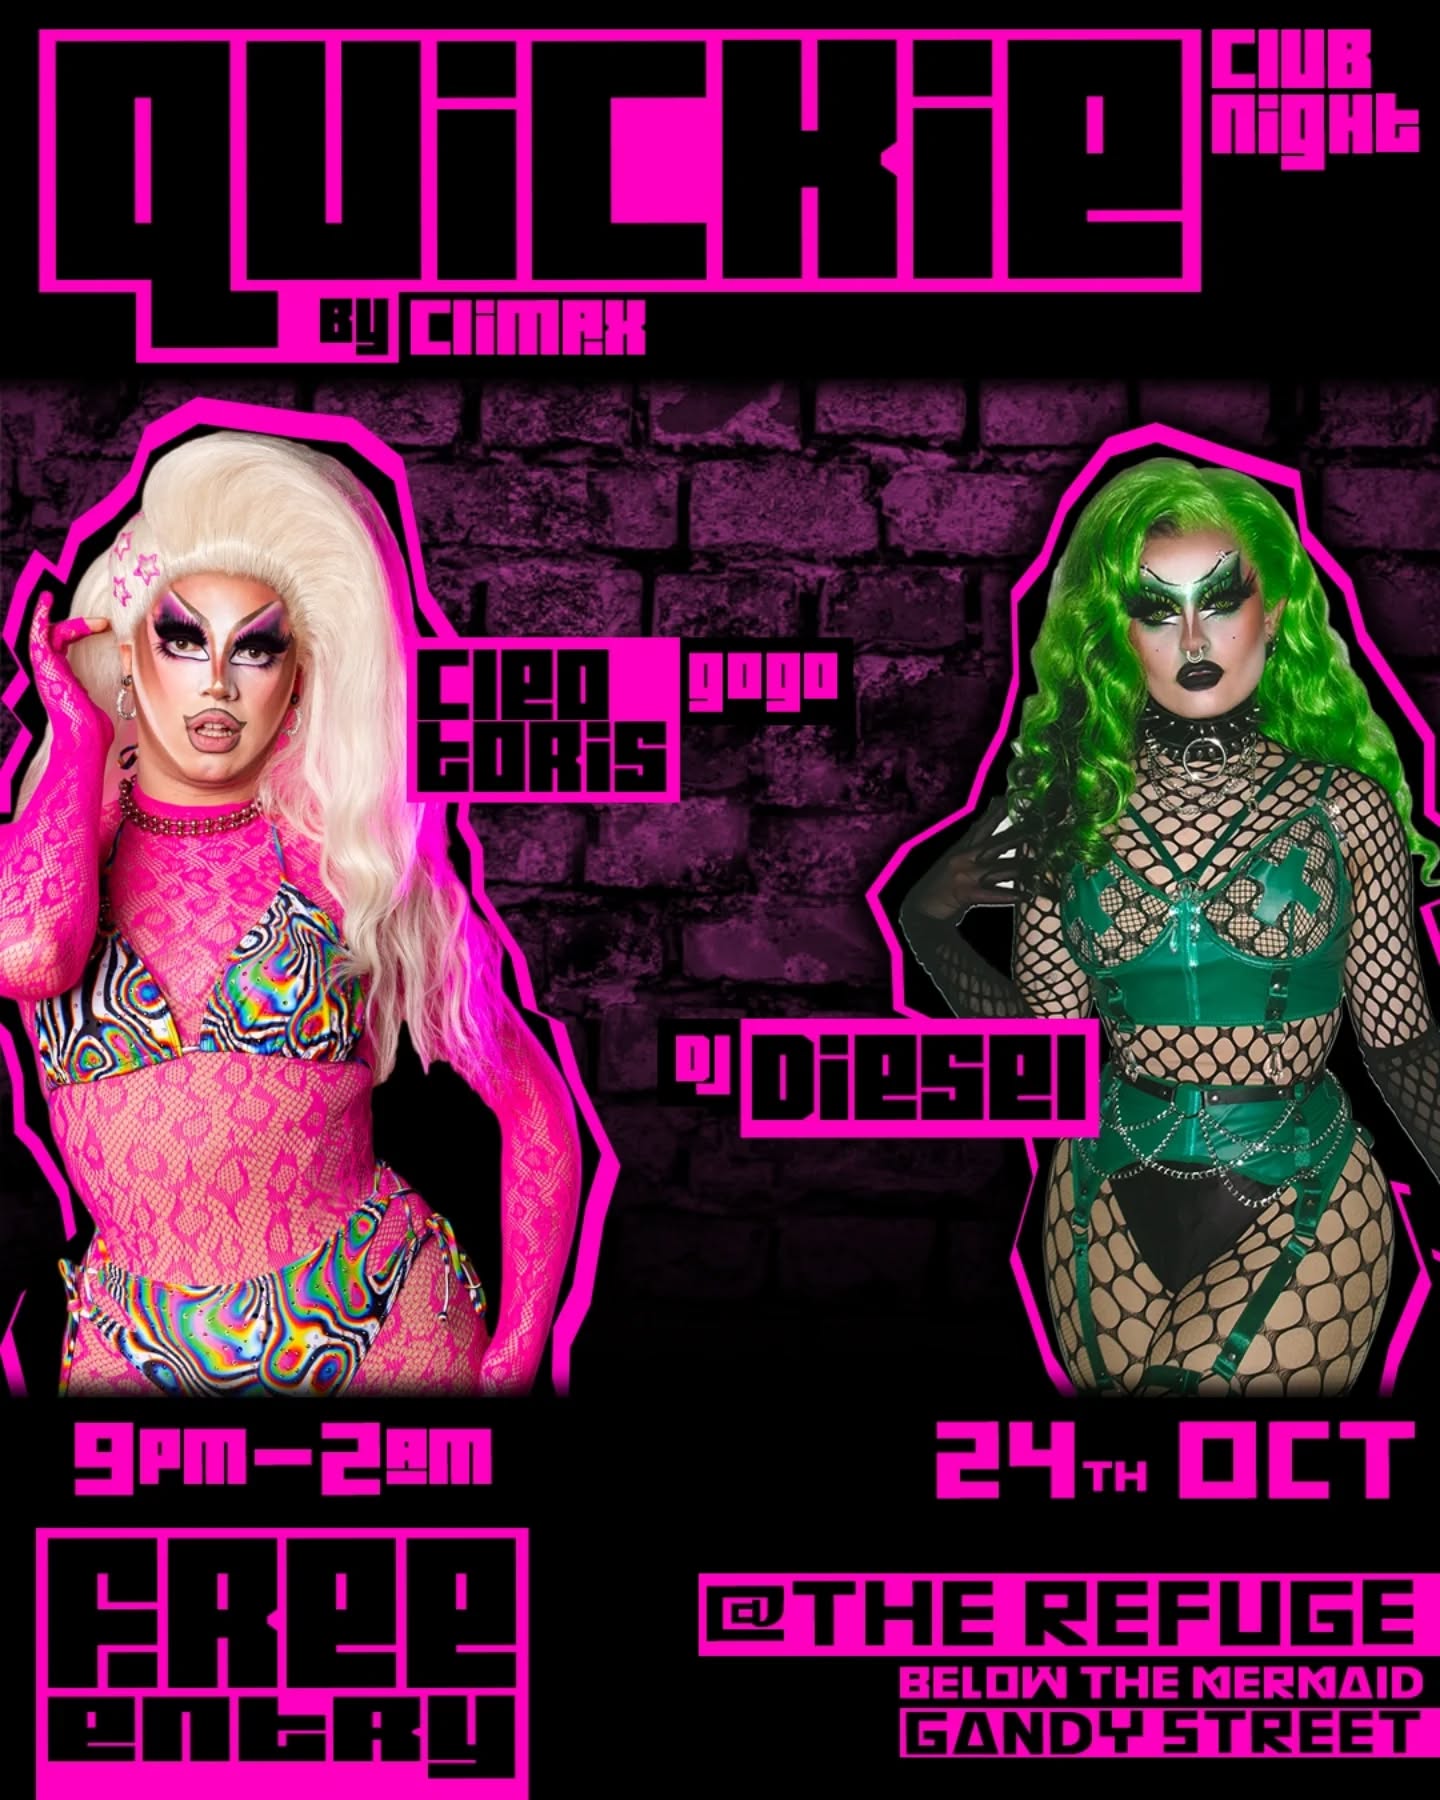 QUiCKie
CLUB
NigHt
BY CLiMAX
CLEO
TORiS
gogo
DJ Diesel
9PM-2AM
24TH OCT
FRee
eNtRY
@THE REFUGE
BELOW THE MERMAID
GANDY STREET